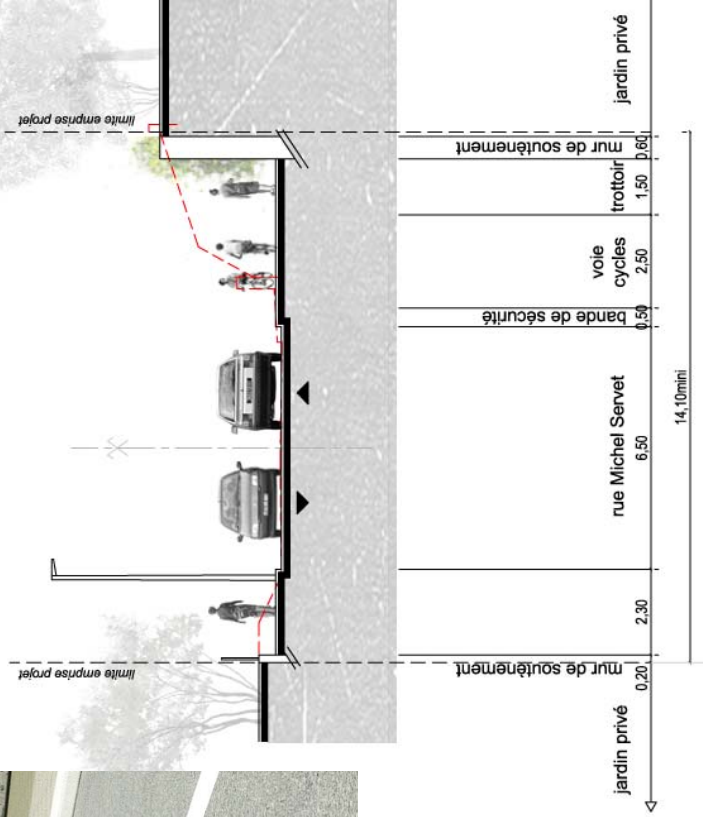 limite emprise projet
limite emprise projet
jardin privé
mur de soutènement
0,20
2,30
rue Michel Servet
6,50
bande de sécurité
0,50
voie
cycles
2,50
trottoir
1,50
mur de soutènement
0,60
jardin privé
14,10mini